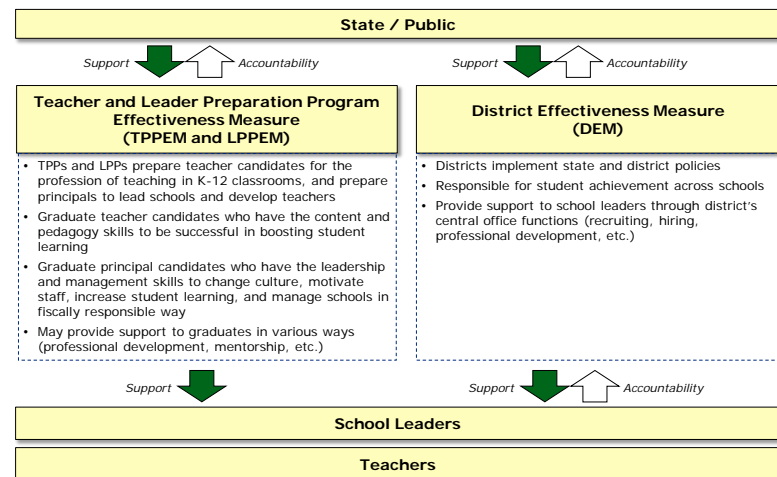 State / Public
Support
Accountability
Support
Accountability
Teacher and Leader Preparation Program
Effectiveness Measure
(TPPEM and LPPEM)
• TPPs and LPPs prepare teacher candidates for the
profession of teaching in K-12 classrooms, and prepare
principals to lead schools and develop teachers
• Graduate teacher candidates who have the content and
pedagogy skills to be successful in boosting student
learning
• Graduate principal candidates who have the leadership
and management skills to change culture, motivate
staff, increase student learning, and manage schools in
fiscally responsible way
• May provide support to graduates in various ways
(professional development, mentorship, etc.)
District Effectiveness Measure
(DEM)
• Districts implement state and district policies
• Responsible for student achievement across schools
• Provide support to school leaders through district's
central office functions (recruiting, hiring,
professional development, etc.)
Support
Support
Accountability
School Leaders
Teachers